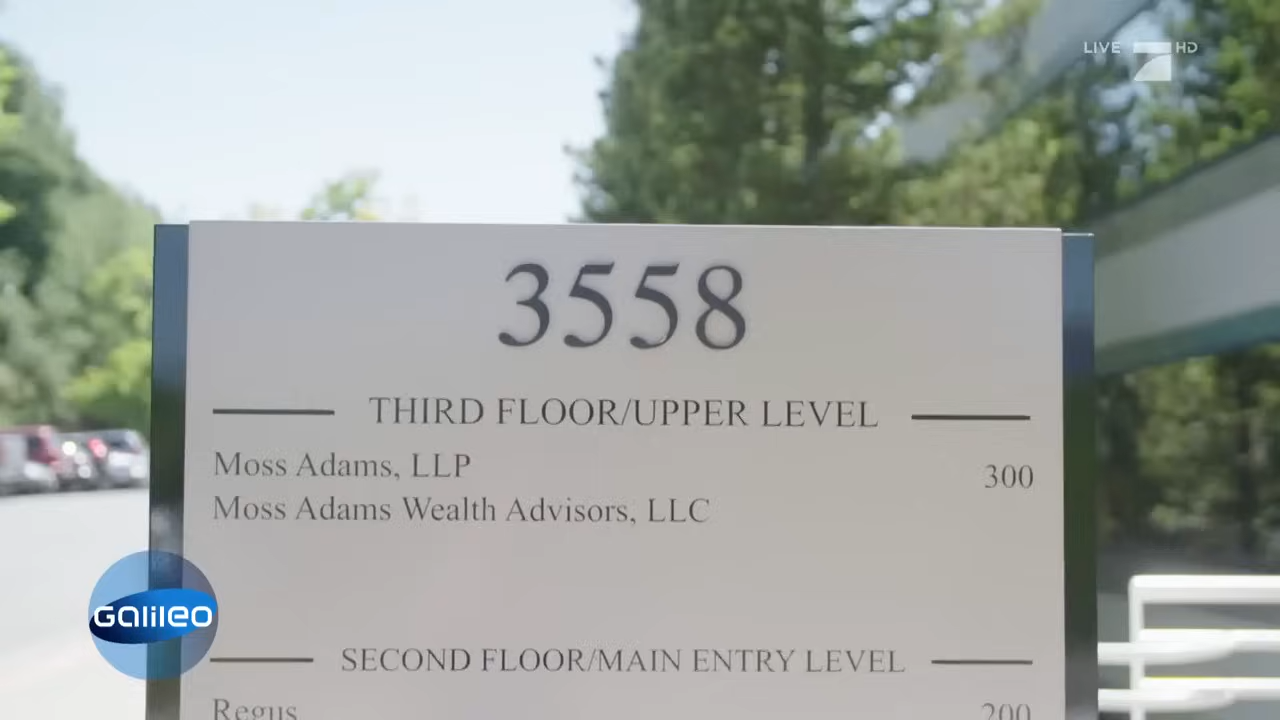 LIVE 7 HD
3558
THIRD FLOOR/UPPER LEVEL
Moss Adams, LLP 300
Moss Adams Wealth Advisors, LLC
Galileo
SECOND FLOOR/MAIN ENTRY LEVEL
Regus 200